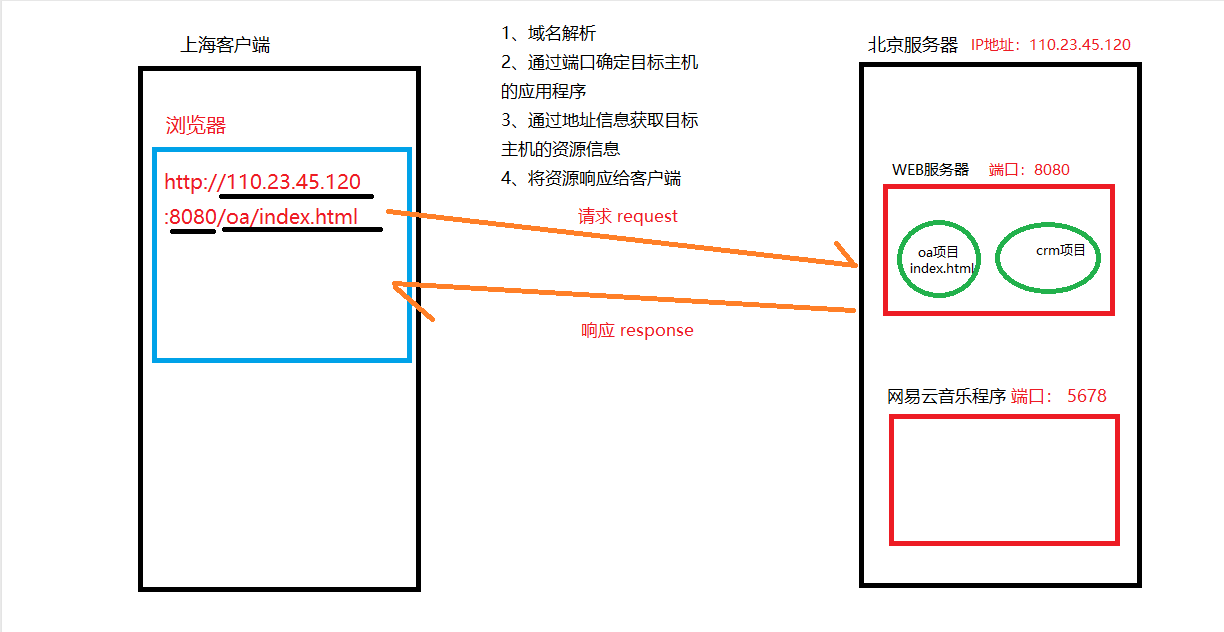 上海客户端
浏览器
http://110.23.45.120
:8080/oa/index.html
1、域名解析
2、通过端口确定目标主机
的应用程序
3、通过地址信息获取目标
主机的资源信息
4、将资源响应给客户端
请求 request
响应 response
北京服务器 IP地址：110.23.45.120
WEB服务器 端口：8080
oa项目
index.html
crm项目
网易云音乐程序 端口： 5678